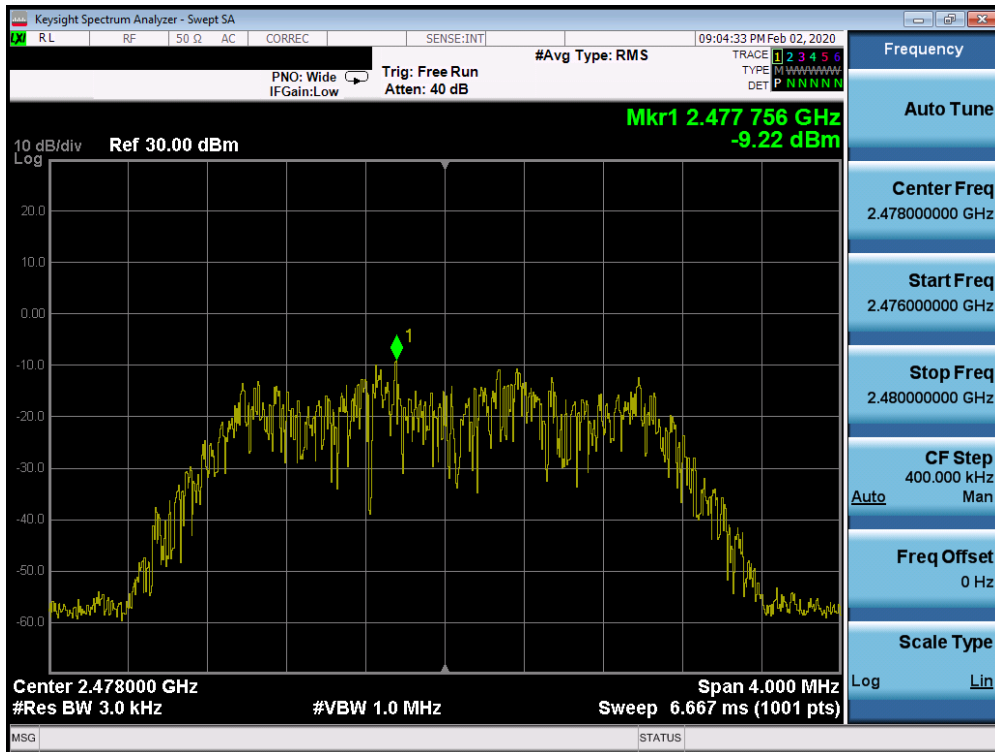 Keysight Spectrum Analyzer - Swept SA
LXI RL RF 50 Ω AC CORREC SENSE:INT 09:04:33 PM Feb 02, 2020
#Avg Type: RMS TRACE 1 2 3 4 5 6
PNO: Wide Trig: Free Run TYPE M W W W W W
IFGain:Low Atten: 40 dB DET P N N N N N
Mkr1 2.477 756 GHz
-9.22 dBm
10 dB/div Ref 30.00 dBm
Log
20.0
10.0
0.00
1
-10.0
-20.0
-30.0
-40.0
-50.0
-60.0
Center 2.478000 GHz Span 4.000 MHz
#Res BW 3.0 kHz #VBW 1.0 MHz Sweep 6.667 ms (1001 pts)
MSG STATUS
Frequency
Auto Tune
Center Freq
2.478000000 GHz
Start Freq
2.476000000 GHz
Stop Freq
2.480000000 GHz
CF Step
400.000 kHz
Auto Man
Freq Offset
0 Hz
Scale Type
Log Lin